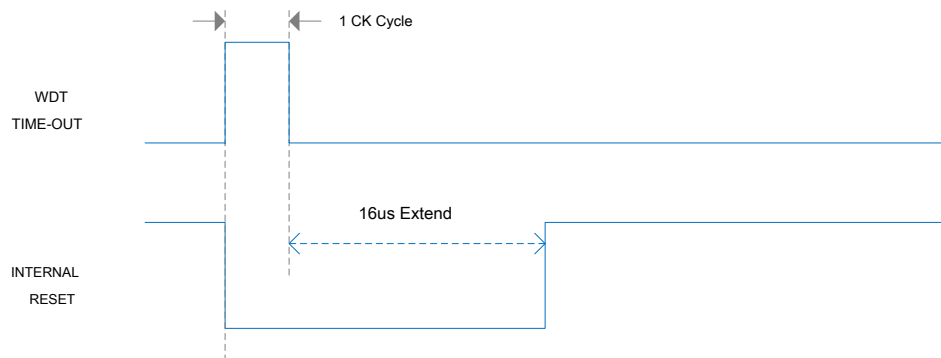 1 CK Cycle
WDT
TIME-OUT
16us Extend
INTERNAL
RESET